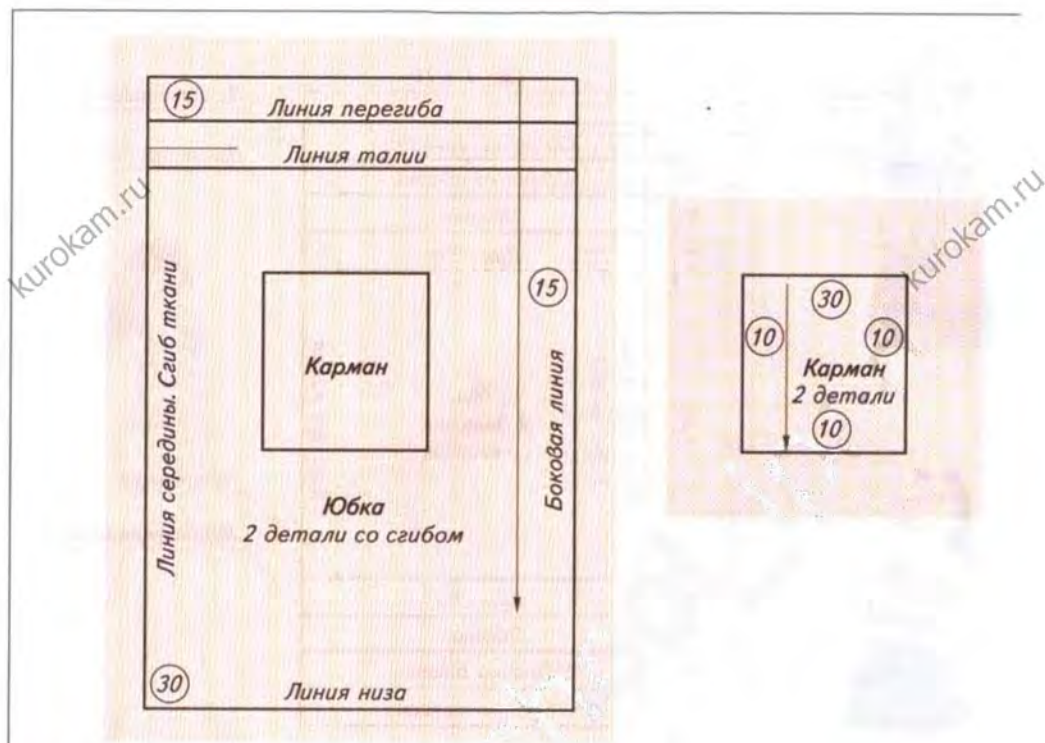 15
Линия перегиба
Линия талии
kurokam.ru
Линия середины. Сгиб ткани
Карман
15
Боковая линия
Юбка
2 детали со сгибом
30
Линия низа
kurokam.ru
30
10
10
Карман
2 детали
10